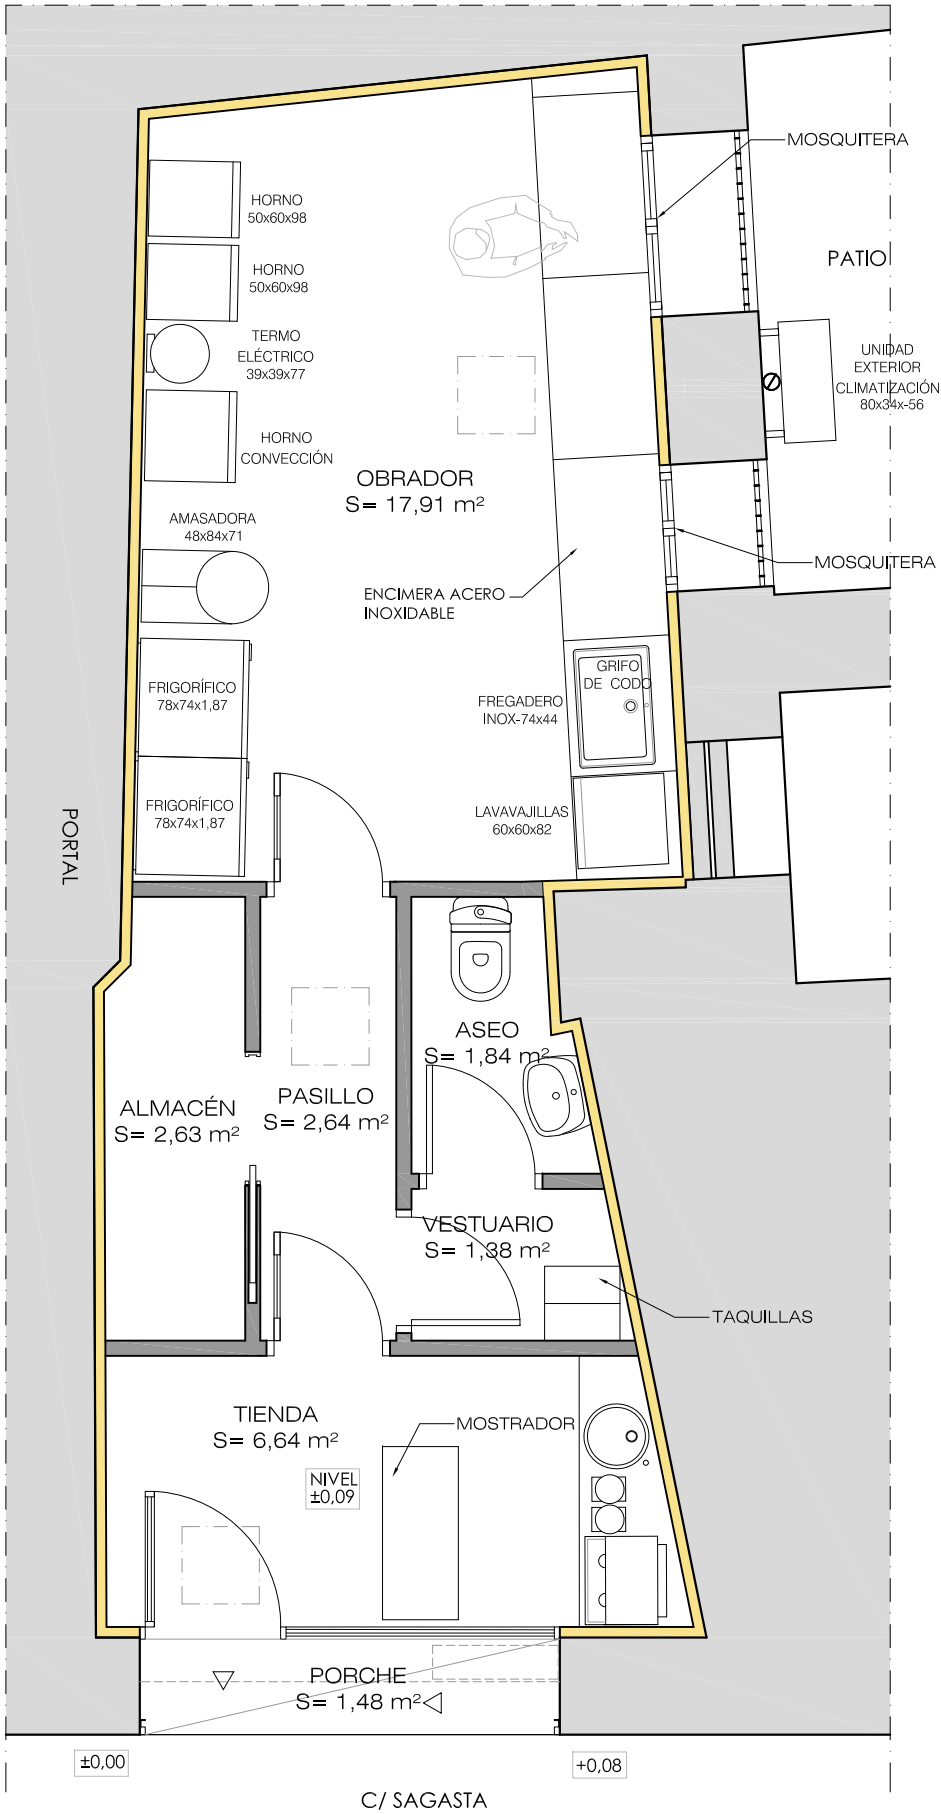 MOSQUITERA
HORNO
50x60x98
PATIO
HORNO
50x60x98
TERMO
ELÉCTRICO
39x39x77
UNIDAD
EXTERIOR
CLIMATIZACIÓN
80x34x-56
HORNO
CONVECCIÓN
OBRADOR
S= 17,91 m²
AMASADORA
48x84x71
MOSQUITERA
ENCIMERA ACERO
INOXIDABLE
GRIFO
DE CODO
FRIGORÍFICO
78x74x1,87
FREGADERO
INOX-74x44
FRIGORÍFICO
78x74x1,87
LAVAVAJILLAS
60x60x82
PORTAL
ASEO
S= 1,84 m²
ALMACÉN
S= 2,63 m²
PASILLO
S= 2,64 m²
VESTUARIO
S= 1,38 m²
TAQUILLAS
TIENDA
S= 6,64 m²
MOSTRADOR
NIVEL
±0,09
PORCHE
S= 1,48 m²
±0,00
+0,08
C/ SAGASTA